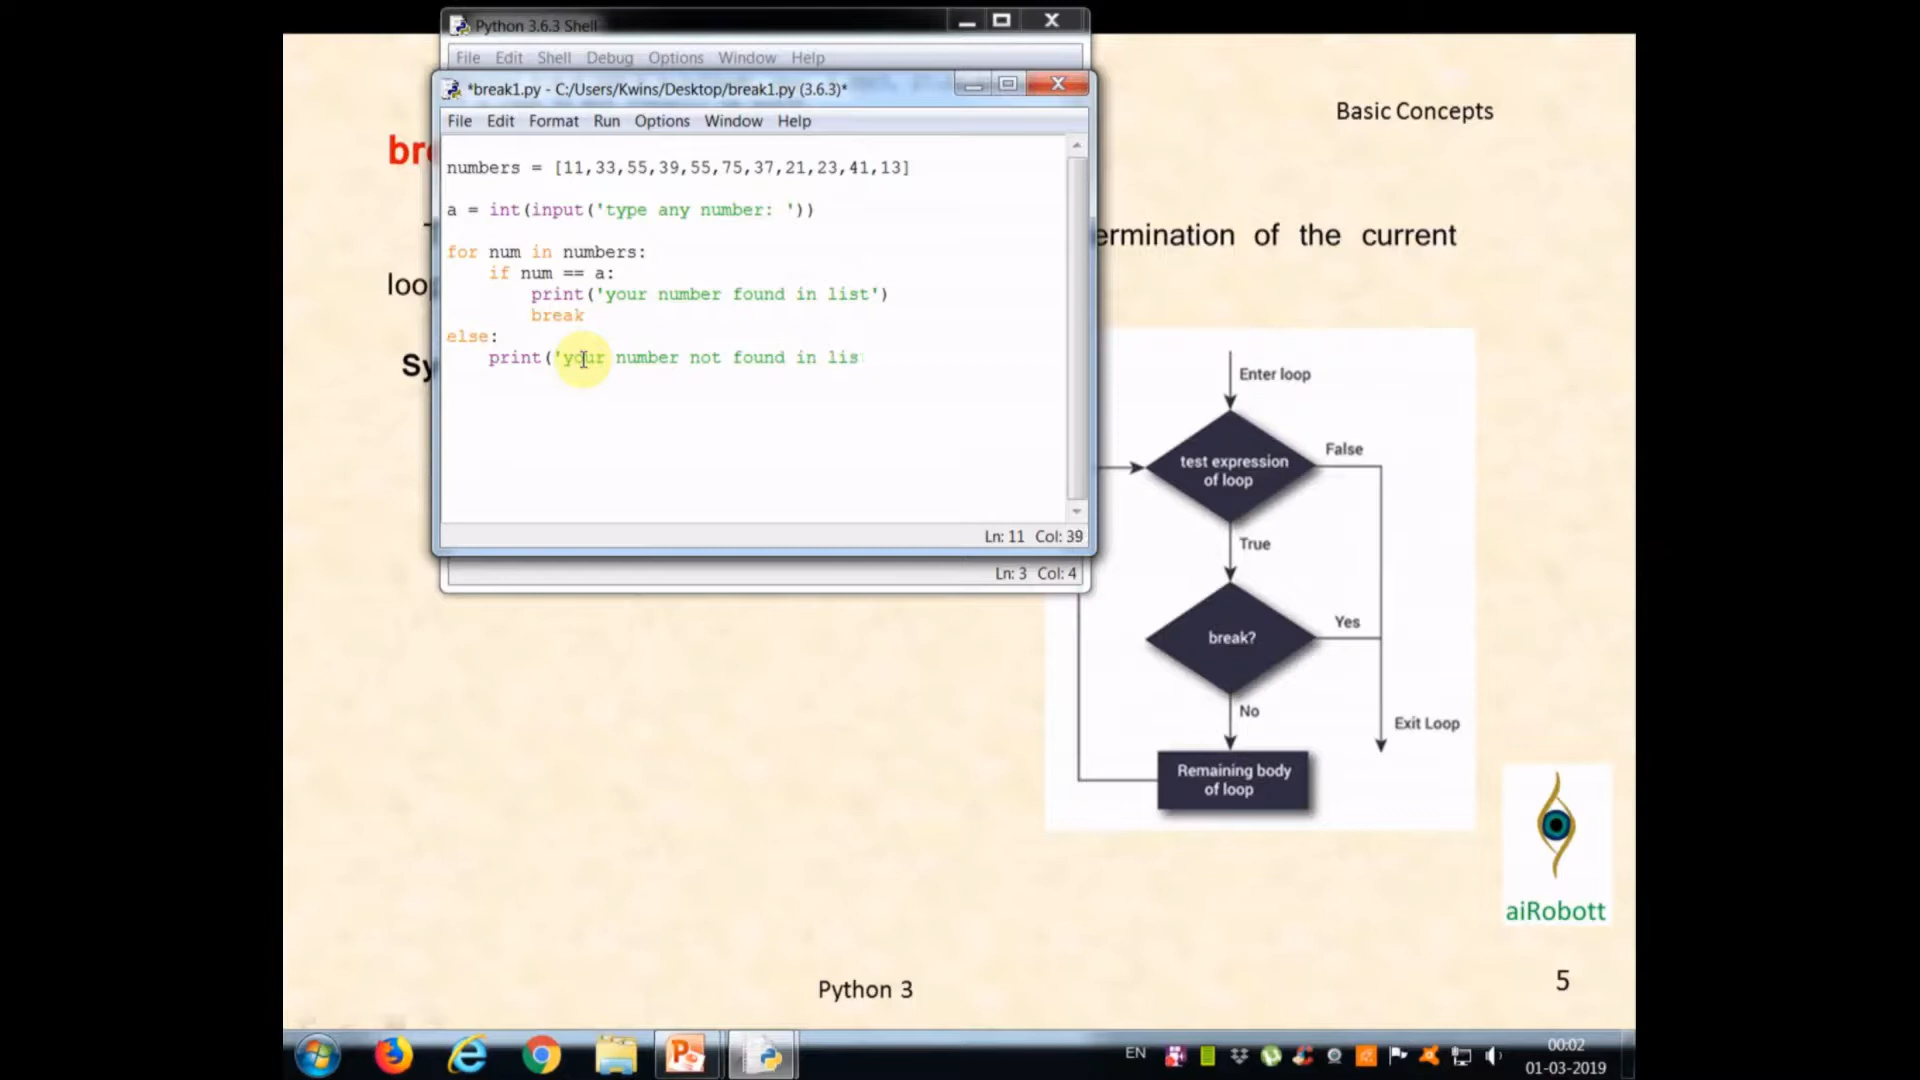 Python 3.6.3 Shell
File Edit Shell Debug Options Window Help
*break1.py - C:/Users/Kwins/Desktop/break1.py (3.6.3)*
File Edit Format Run Options Window Help
numbers = [11,33,55,39,55,75,37,21,23,41,13]
a = int(input('type any number: '))
for num in numbers:
if num == a:
print('your number found in list')
break
else:
print('your number not found in lis
Ln: 11 Col: 39
Ln: 3 Col: 4
Basic Concepts
ermination of the current
loo
Sy
Enter loop
test expression
of loop
False
True
break?
Yes
No
Exit Loop
Remaining body
of loop
aiRobott
Python 3
5
EN
00:02
01-03-2019